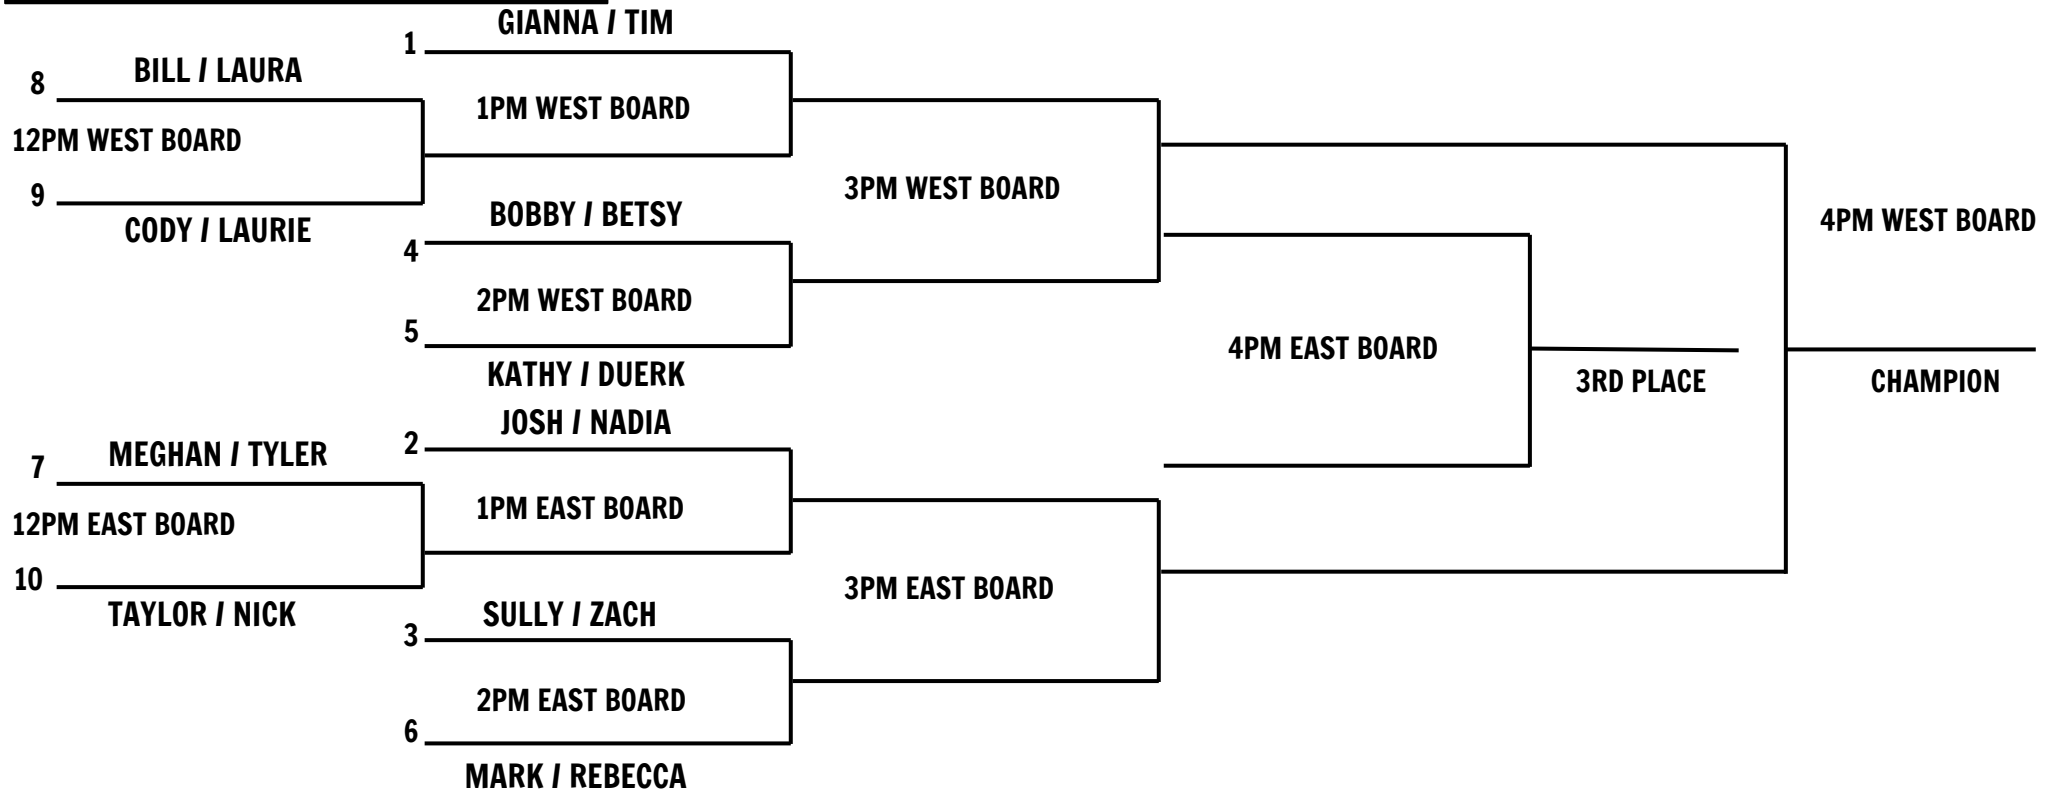 GIANNA / TIM
1
BILL / LAURA
8
1PM WEST BOARD
12PM WEST BOARD
3PM WEST BOARD
9
BOBBY / BETSY
4PM WEST BOARD
CODY / LAURIE
4
2PM WEST BOARD
5
4PM EAST BOARD
KATHY / DUERK
3RD PLACE
CHAMPION
JOSH / NADIA
2
MEGHAN / TYLER
7
1PM EAST BOARD
12PM EAST BOARD
10
3PM EAST BOARD
TAYLOR / NICK
SULLY / ZACH
3
2PM EAST BOARD
6
MARK / REBECCA